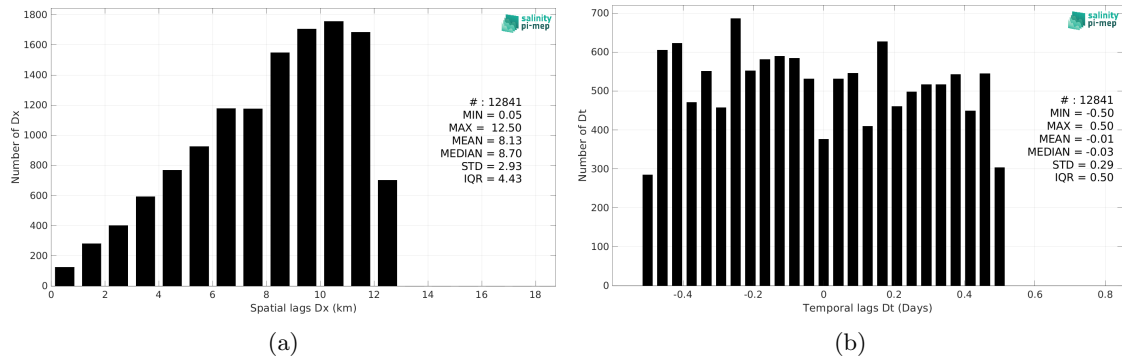 1800
1600
1400
1200
1000
800
600
400
200
0
Number of Dx
0 2 4 6 8 10 12 14 16 18
Spatial lags Dx (km)
salinity
pi-mep
# : 12841
MIN = 0.05
MAX = 12.50
MEAN = 8.13
MEDIAN = 8.70
STD = 2.93
IQR = 4.43
(a)
700
600
500
400
300
200
100
0
Number of Dt
-0.4 -0.2 0 0.2 0.4 0.6 0.8
Temporal lags Dt (Days)
salinity
pi-mep
# : 12841
MIN = -0.50
MAX = 0.50
MEAN = -0.01
MEDIAN = -0.03
STD = 0.29
IQR = 0.50
(b)